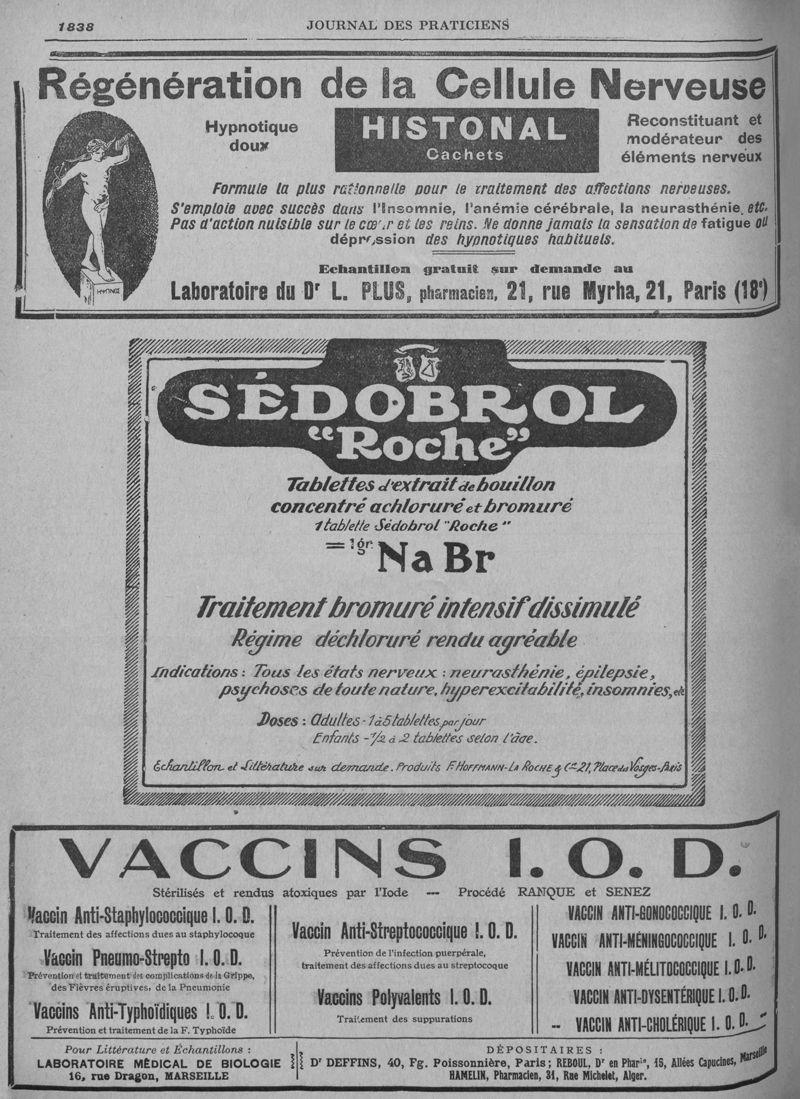 1838
JOURNAL DES PRATICIENS
Régénération de la Cellule Nerveuse
Hypnotique
doux
HISTONAL
Cachets
Reconstituant et
modérateur des
éléments nerveux
Formule la plus rationnelle pour le traitement des affections nerveuses.
S'emploie avec succès dans l'Insomnie, l'anémie cérébrale, la neurasthénie, etc.
Pas d'action nuisible sur le cœur et les reins. Ne donne jamais la sensation de fatigue ou
dépression des hypnotiques habituels.
Echantillon gratuit sur demande au
Laboratoire du Dr L. PLUS, pharmacien, 21, rue Myrha, 21, Paris (18e)
SÉDOBROL
"Roche"
Tablettes d'extrait de bouillon
concentré achloruré et bromuré
1 tablette Sédobrol "Roche"
= 1 gr. Na Br
Traitement bromuré intensif dissimulé
Régime déchloruré rendu agréable
Indications : Tous les états nerveux : neurasthénie, épilepsie,
psychoses de toute nature, hyperexcitabilité, insomnies, etc
Doses : Adultes - 1 à 5 tablettes par jour
Enfants - 1/2 à 2 tablettes selon l'âge.
Echantillon et Littérature sur demande. Produits F. HOFFMANN-LA ROCHE & Cie 21, Place des Vosges-Paris
VACCINS I. O. D.
Stérilisés et rendus atoxiques par l'Iode — Procédé RANQUE et SENEZ
Vaccin Anti-Staphylococcique I. O. D.
Traitement des affections dues au staphylocoque
Vaccin Pneumo-Strepto I. O. D.
Prévention et traitement des complications de la Grippe,
des Fièvres éruptives, de la Pneumonie
Vaccins Anti-Typhoïdiques I. O. D.
Prévention et traitement de la F. Typhoïde
Vaccin Anti-Streptococcique I. O. D.
Prévention de l'infection puerpérale,
traitement des affections dues au streptocoque
Vaccins Polyvalents I. O. D.
Traitement des suppurations
VACCIN ANTI-GONOCOCCIQUE I. O. D.
VACCIN ANTI-MÉNINGOCOCCIQUE I. O. D.
VACCIN ANTI-MÉLITOCOCCIQUE I. O. D.
VACCIN ANTI-DYSENTÉRIQUE I. O. D.
VACCIN ANTI-CHOLÉRIQUE I. O. D.
Pour Littérature et Échantillons :
LABORATOIRE MÉDICAL DE BIOLOGIE
16, rue Dragon, MARSEILLE
DÉPOSITAIRES :
Dr DEFFINS, 40, Fg. Poissonnière, Paris ; REBOUL, Dr en Phar^ie, 15, Allées Capucines, Marseille
HAMELIN, Pharmacien, 31, Rue Michelet, Alger.